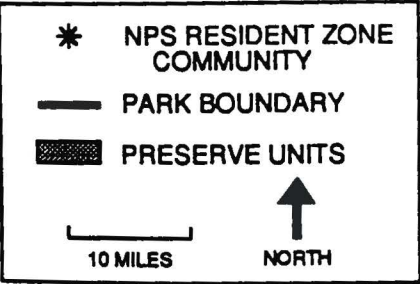 NPS RESIDENT ZONE
COMMUNITY
PARK BOUNDARY
PRESERVE UNITS
10 MILES
NORTH